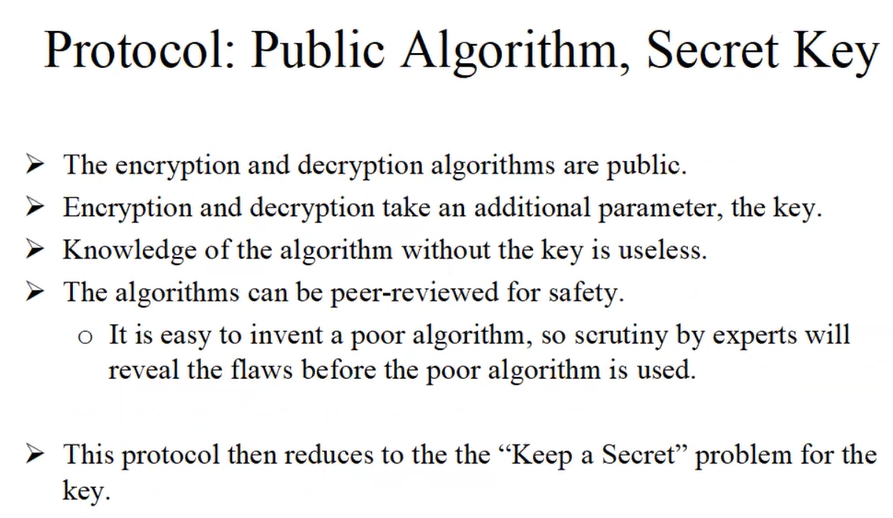 Protocol: Public Algorithm, Secret Key
➢ The encryption and decryption algorithms are public.
➢ Encryption and decryption take an additional parameter, the key.
➢ Knowledge of the algorithm without the key is useless.
➢ The algorithms can be peer-reviewed for safety.
○ It is easy to invent a poor algorithm, so scrutiny by experts will
reveal the flaws before the poor algorithm is used.
➢ This protocol then reduces to the the “Keep a Secret” problem for the
key.